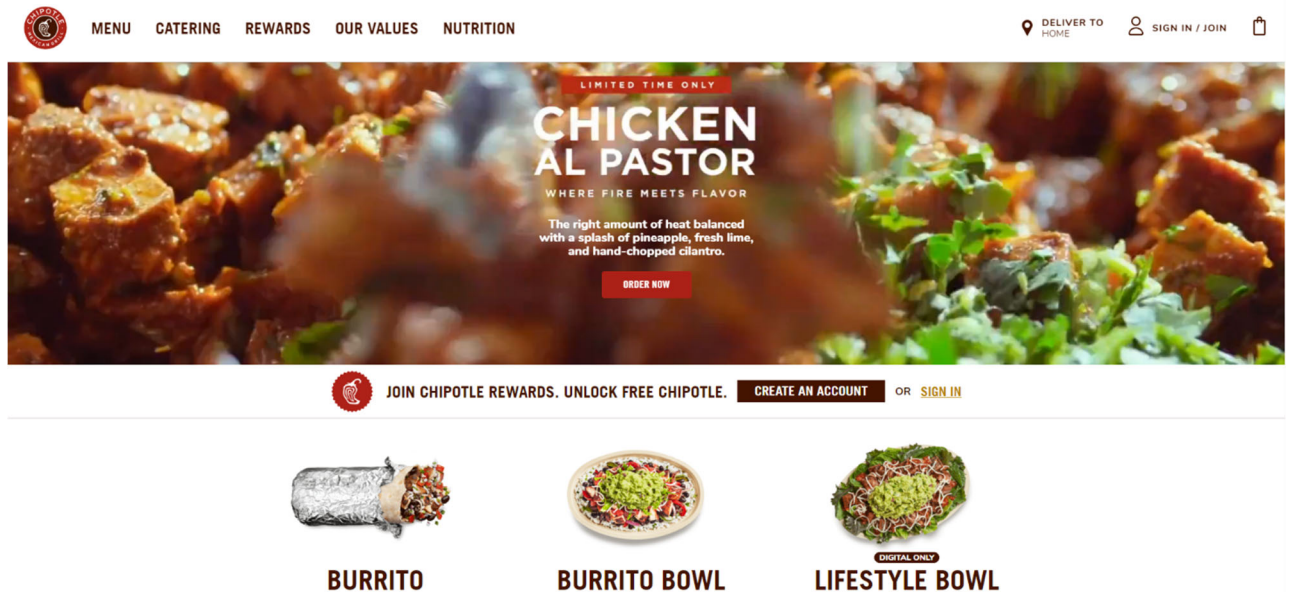 CHIPOTLE
MEXICAN GRILL
MENU CATERING REWARDS OUR VALUES NUTRITION
DELIVER TO
HOME
SIGN IN / JOIN
LIMITED TIME ONLY
CHICKEN
AL PASTOR
WHERE FIRE MEETS FLAVOR
The right amount of heat balanced
with a splash of pineapple, fresh lime,
and hand-chopped cilantro.
ORDER NOW
JOIN CHIPOTLE REWARDS. UNLOCK FREE CHIPOTLE. CREATE AN ACCOUNT OR SIGN IN
DIGITAL ONLY
BURRITO BURRITO BOWL LIFESTYLE BOWL